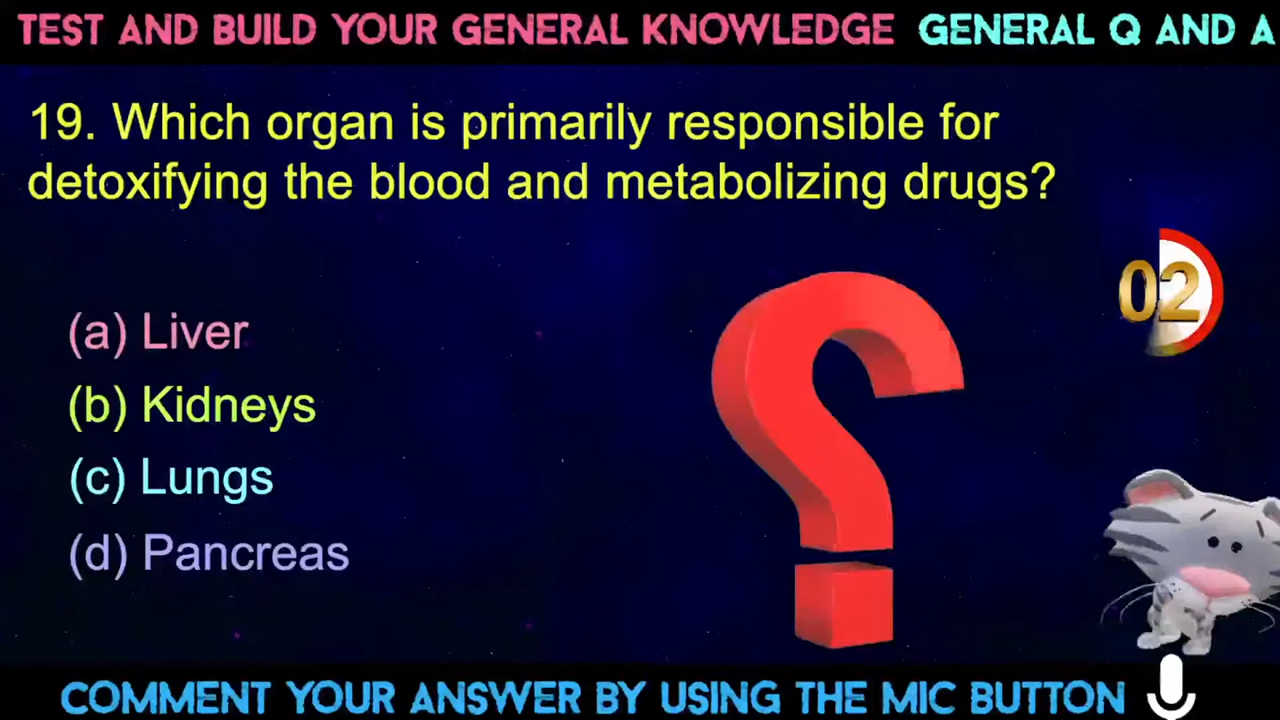 TEST AND BUILD YOUR GENERAL KNOWLEDGE GENERAL Q AND A
19. Which organ is primarily responsible for
detoxifying the blood and metabolizing drugs?
02
(a) Liver
(b) Kidneys
(c) Lungs
(d) Pancreas
COMMENT YOUR ANSWER BY USING THE MIC BUTTON